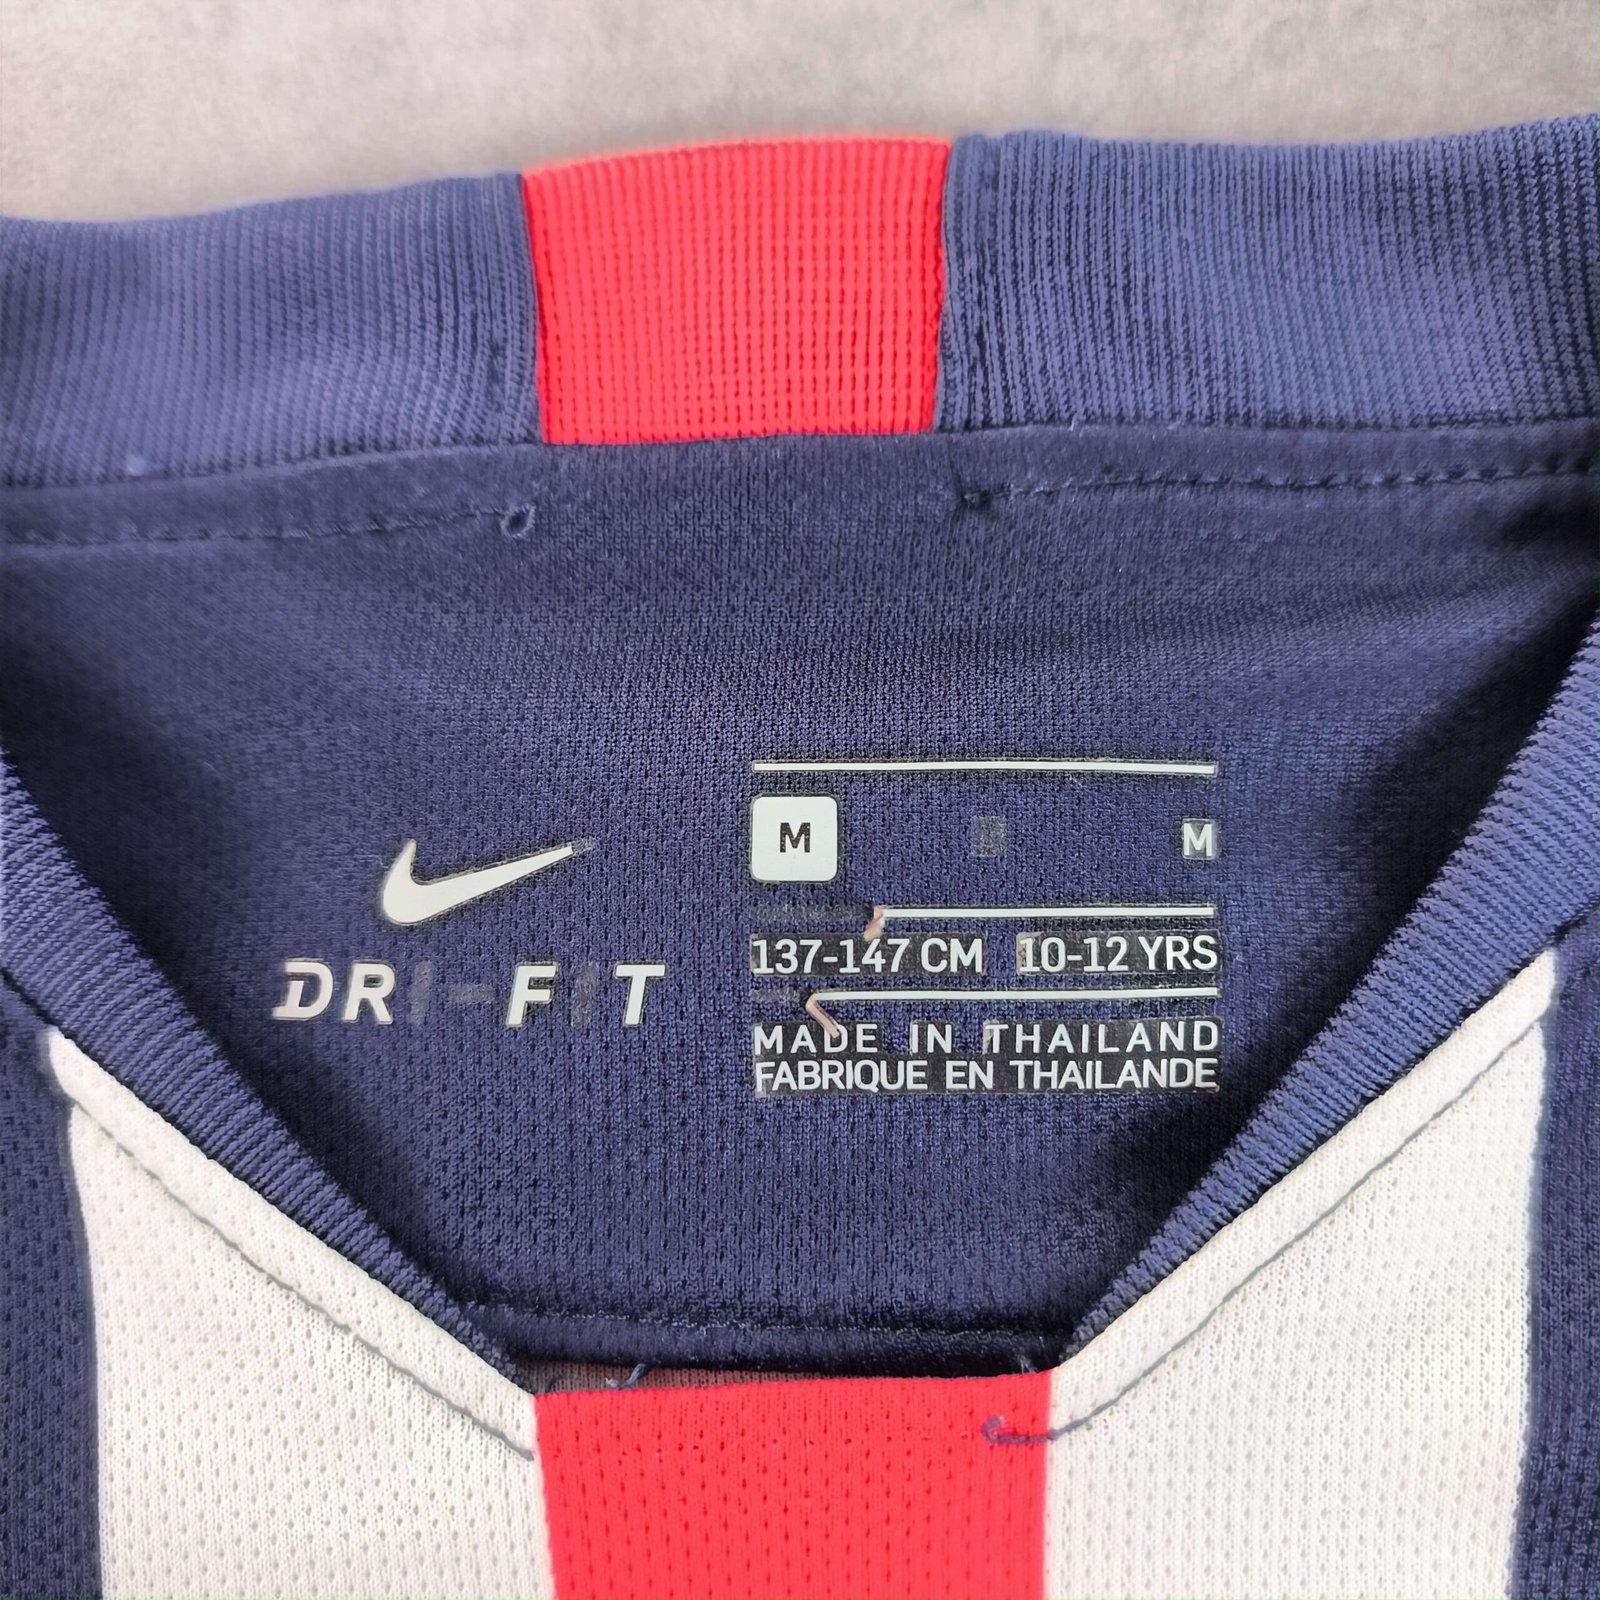 DRI-FIT
M M
137-147 CM 10-12 YRS
MADE IN THAILAND
FABRIQUE EN THAILANDE